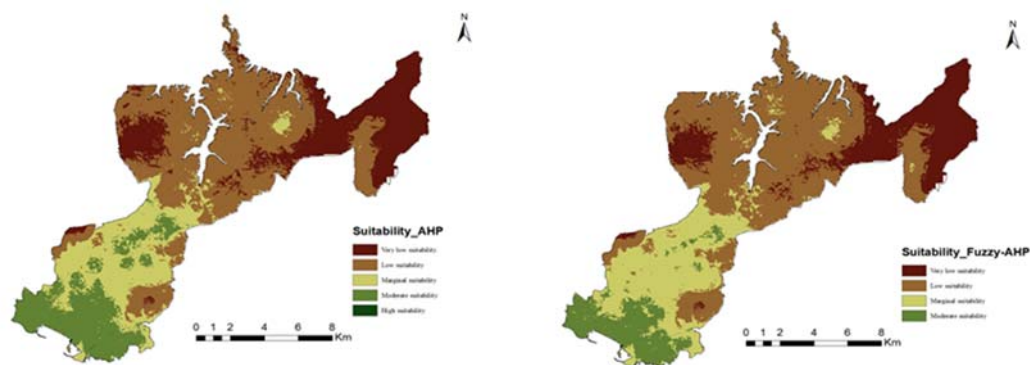 N
Suitability_AHP
Very low suitability
Low suitability
Marginal suitability
Moderate suitability
High suitability
0 1 2 4 6 8
Km
N
Suitability_Fuzzy-AHP
Very low suitability
Low suitability
Marginal suitability
Moderate suitability
0 1 2 4 6 8
Km